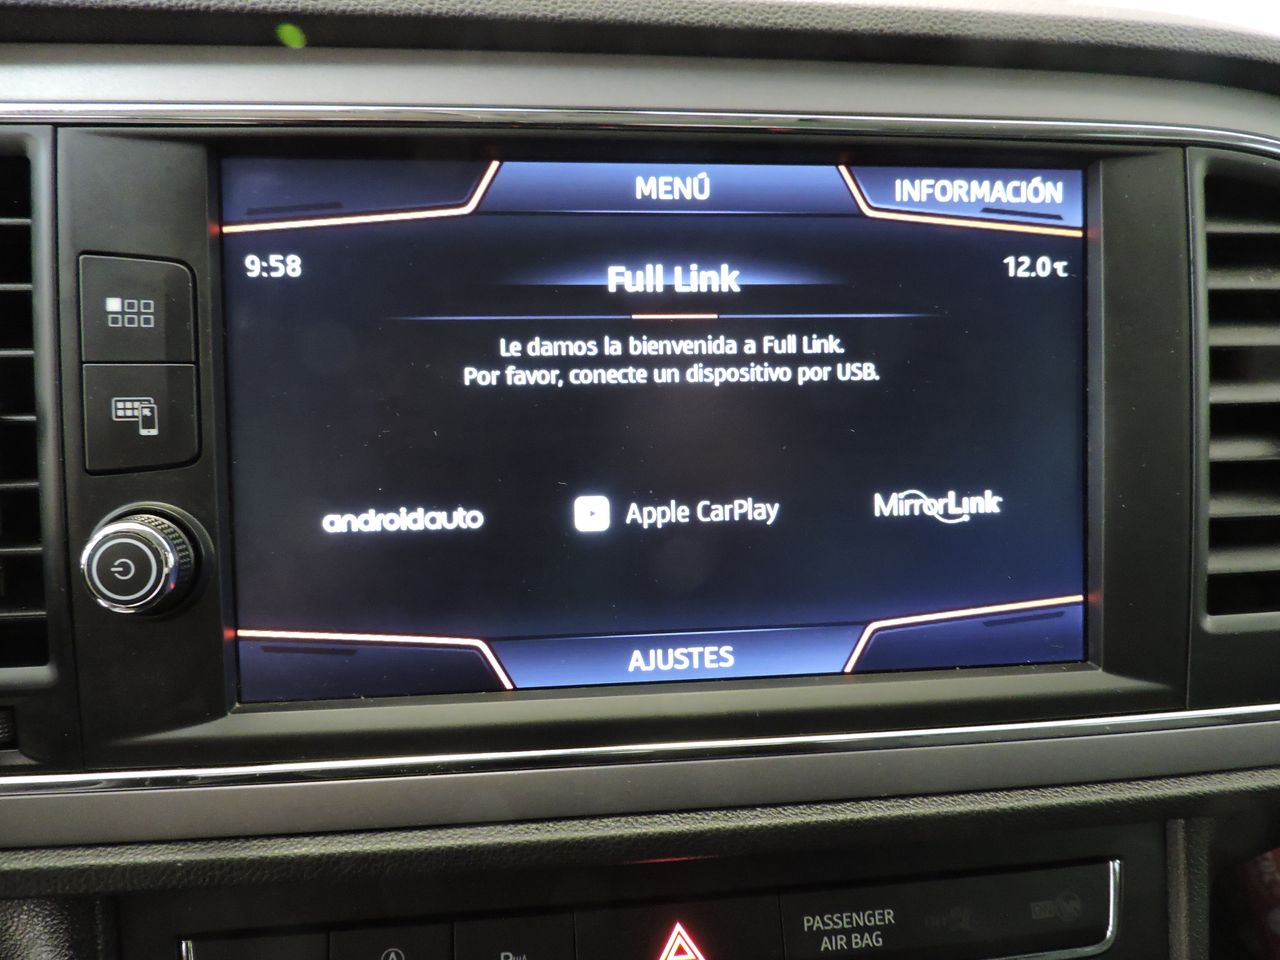 MENÚ
INFORMACIÓN
9:58
Full Link
12.0℃
Le damos la bienvenida a Full Link.
Por favor, conecte un dispositivo por USB.
androidauto
Apple CarPlay
MirrorLink
AJUSTES
PASSENGER
AIR BAG